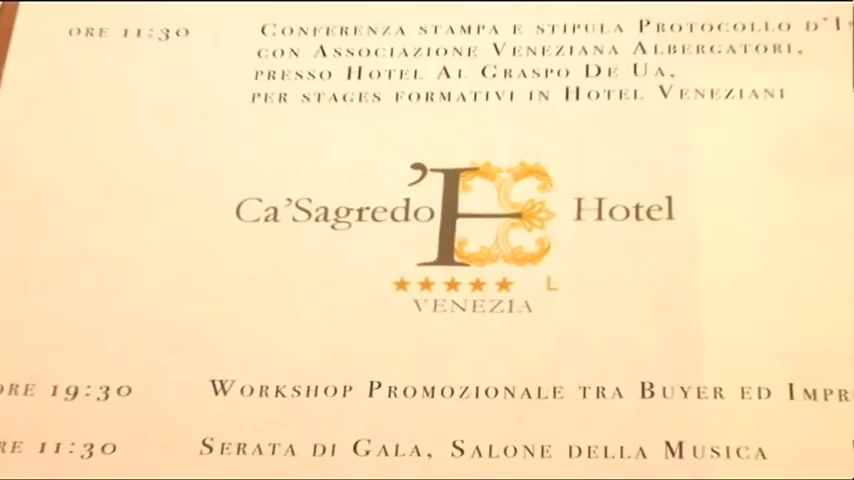 ORE 11:30 CONFERENZA STAMPA E STIPULA PROTOCOLLO
CON ASSOCIAZIONE VENEZIANA ALBERGATORI,
PRESSO HOTEL AL GRASPO DE UA,
PER STAGES FORMATIVI IN HOTEL VENEZIANI
Ca'Sagredo Hotel
L
VENEZIA
ORE 19:30 WORKSHOP PROMOZIONALE TRA BUYER ED
11:30 SERATA DI GALA, SALONE DELLA MUSICA